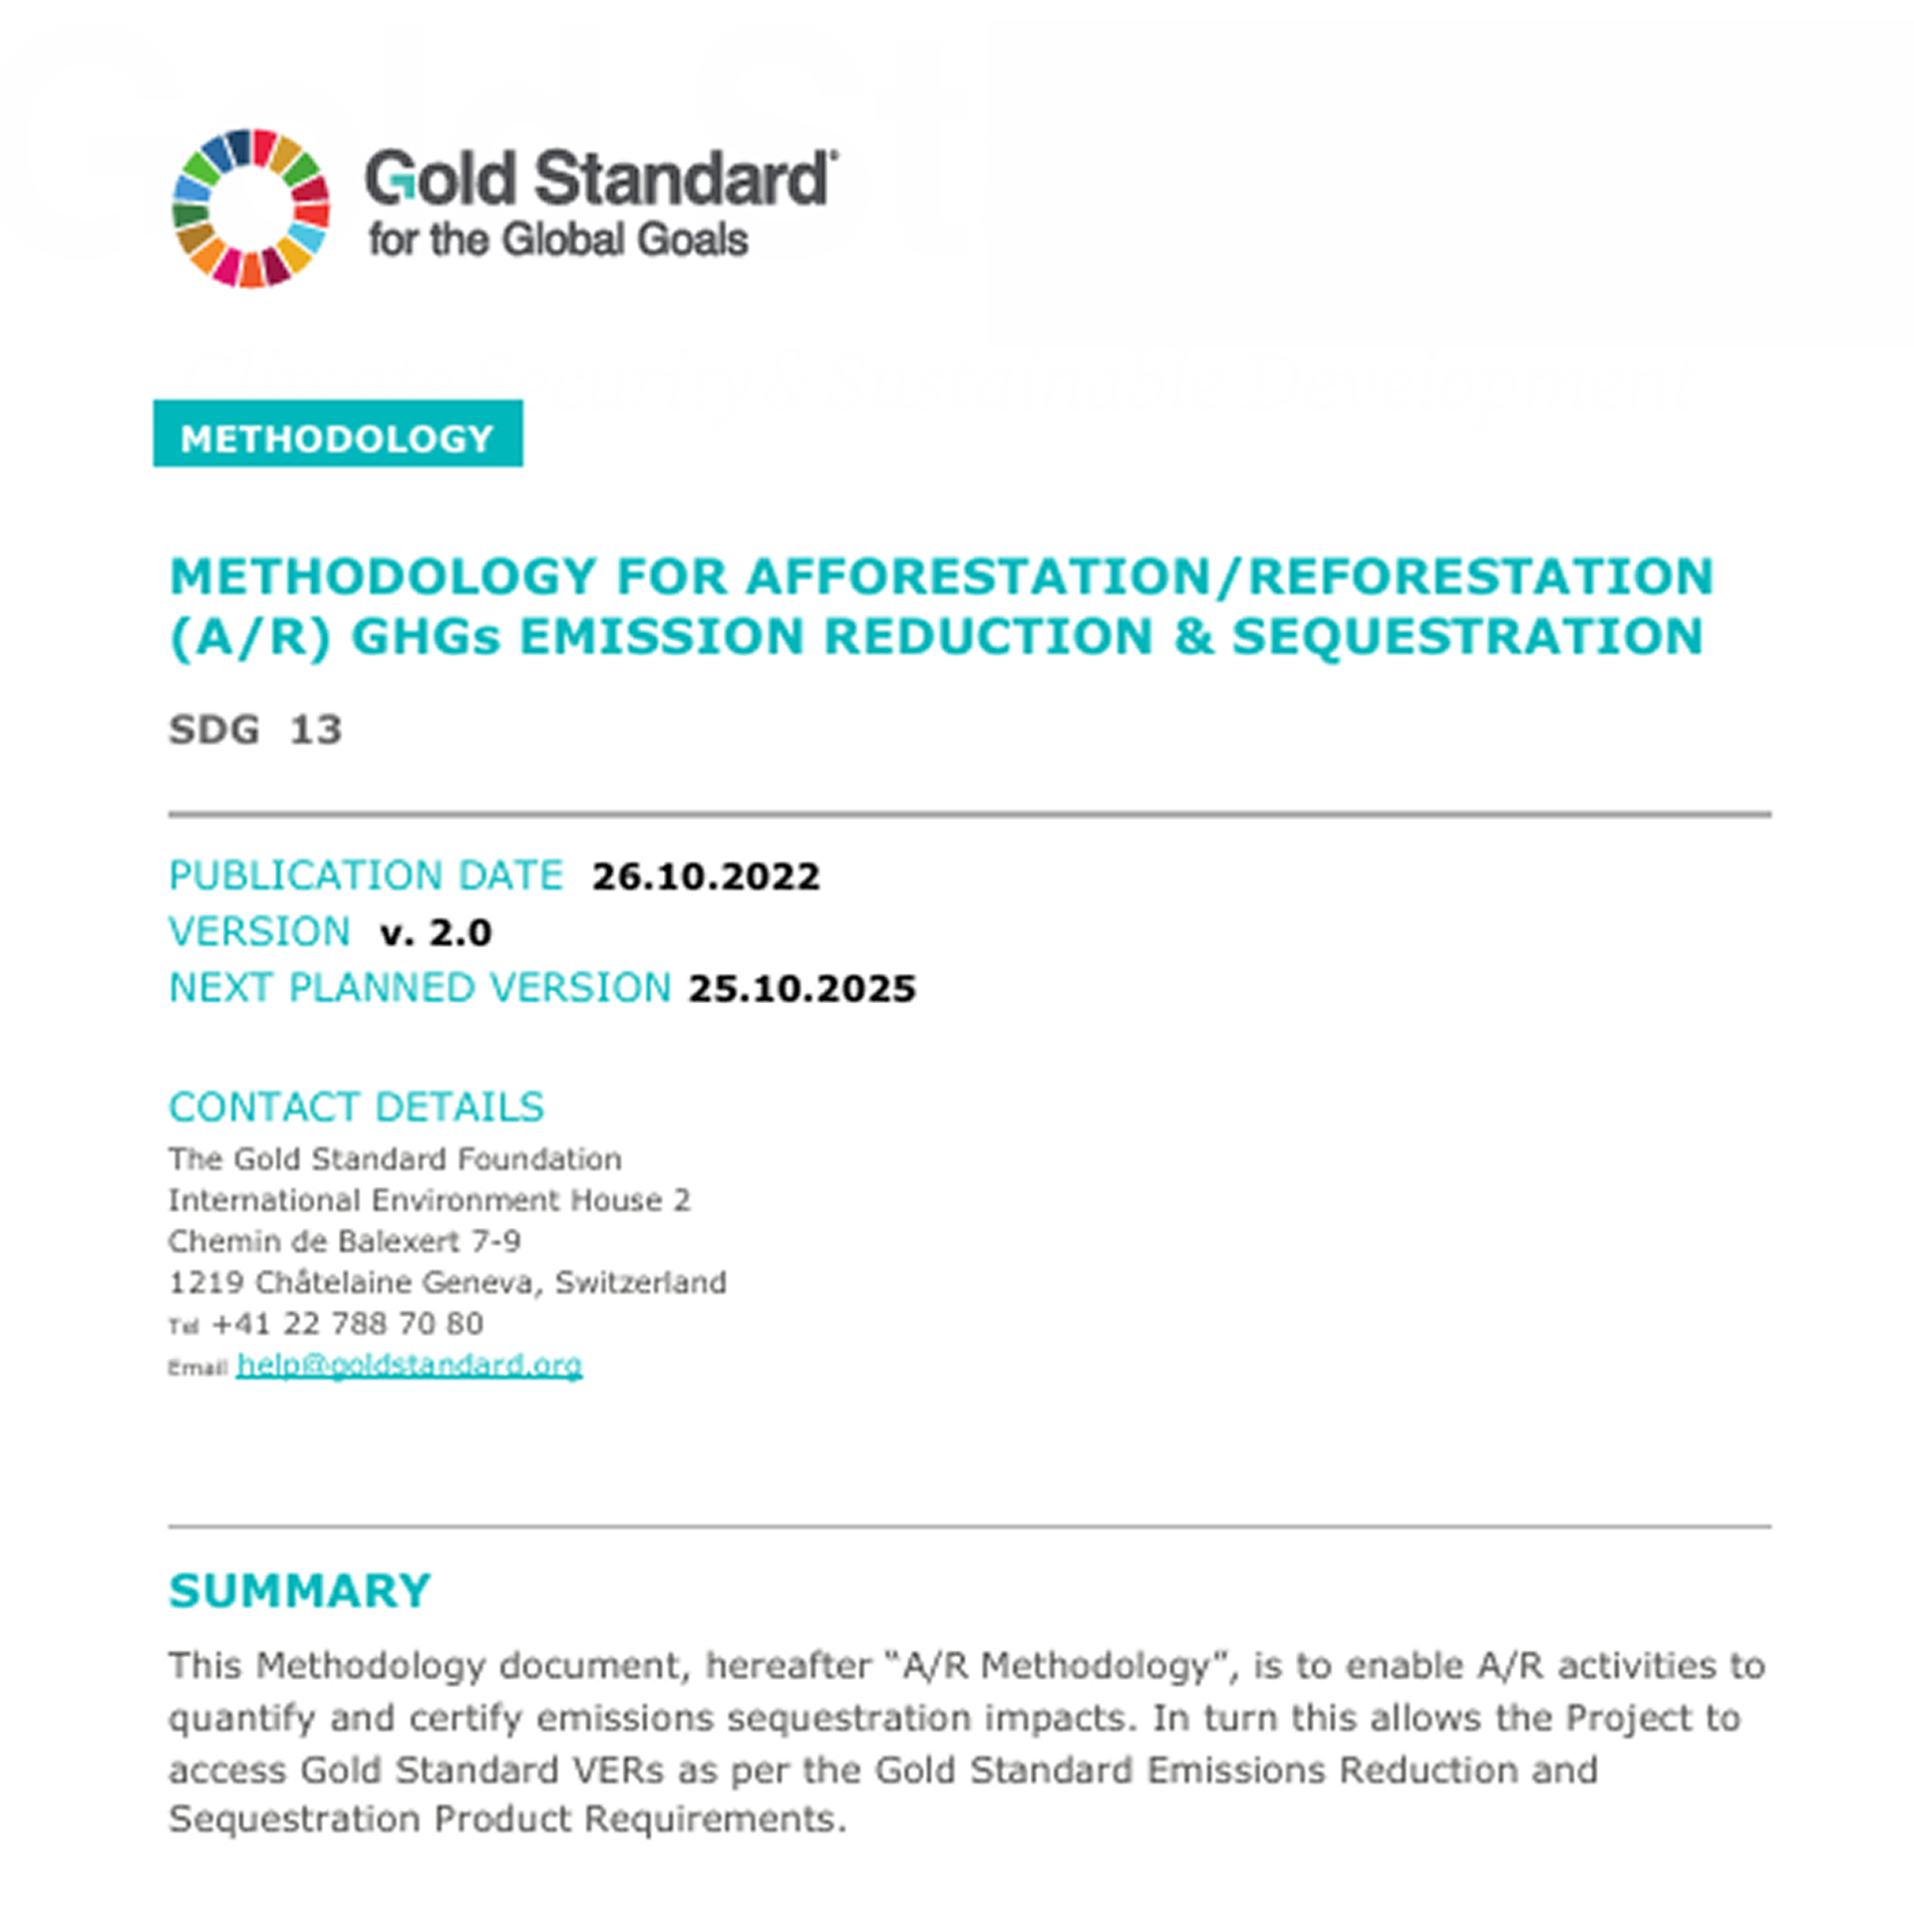 Gold Standard®
for the Global Goals
Climate Security & Sustainable Development
METHODOLOGY
METHODOLOGY FOR AFFORESTATION/REFORESTATION
(A/R) GHGs EMISSION REDUCTION & SEQUESTRATION
SDG 13
PUBLICATION DATE 26.10.2022
VERSION v. 2.0
NEXT PLANNED VERSION 25.10.2025
CONTACT DETAILS
The Gold Standard Foundation
International Environment House 2
Chemin de Balexert 7-9
1219 Châtelaine Geneva, Switzerland
Tel +41 22 788 70 80
Email help@goldstandard.org
SUMMARY
This Methodology document, hereafter “A/R Methodology”, is to enable A/R activities to
quantify and certify emissions sequestration impacts. In turn this allows the Project to
access Gold Standard VERs as per the Gold Standard Emissions Reduction and
Sequestration Product Requirements.